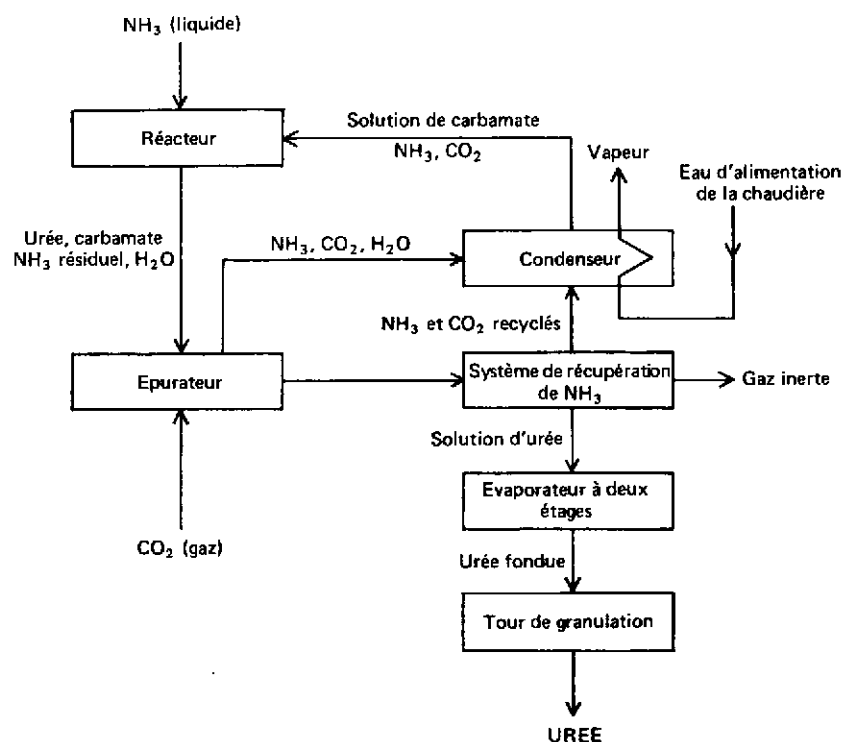 NH₃ (liquide)
Réacteur
Solution de carbamate
NH₃, CO₂
Vapeur
Eau d'alimentation
de la chaudière
Urée, carbamate
NH₃ résiduel, H₂O
NH₃, CO₂, H₂O
Condenseur
NH₃ et CO₂ recyclés
Epurateur
Système de récupération
de NH₃
Gaz inerte
Solution d'urée
Evaporateur à deux
étages
CO₂ (gaz)
Urée fondue
Tour de granulation
UREE